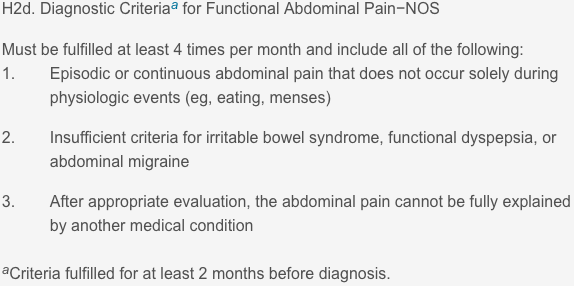 H2d. Diagnostic Criteriaa for Functional Abdominal Pain−NOS
Must be fulfilled at least 4 times per month and include all of the following:
1. Episodic or continuous abdominal pain that does not occur solely during
physiologic events (eg, eating, menses)
2. Insufficient criteria for irritable bowel syndrome, functional dyspepsia, or
abdominal migraine
3. After appropriate evaluation, the abdominal pain cannot be fully explained
by another medical condition
aCriteria fulfilled for at least 2 months before diagnosis.